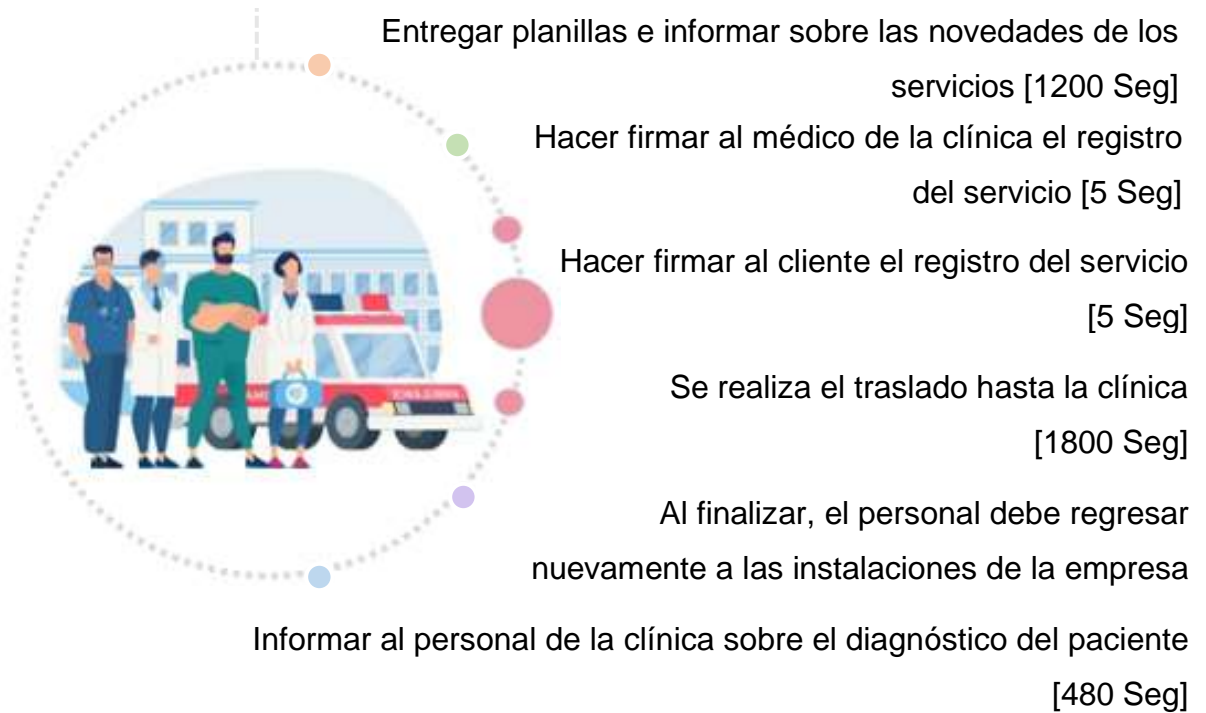 Entregar planillas e informar sobre las novedades de los
servicios [1200 Seg]
Hacer firmar al médico de la clínica el registro
del servicio [5 Seg]
Hacer firmar al cliente el registro del servicio
[5 Seg]
Se realiza el traslado hasta la clínica
[1800 Seg]
Al finalizar, el personal debe regresar
nuevamente a las instalaciones de la empresa
Informar al personal de la clínica sobre el diagnóstico del paciente
[480 Seg]